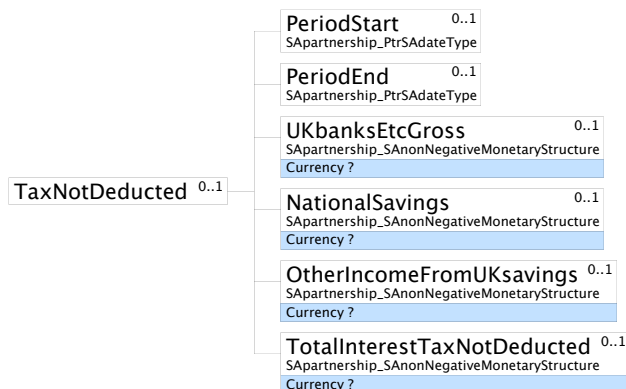 PeriodStart 0..1
SApartnership_PtrSAdateType
PeriodEnd 0..1
SApartnership_PtrSAdateType
UKbanksEtcGross 0..1
SApartnership_SAnonNegativeMonetaryStructure
Currency ?
TaxNotDeducted 0..1
NationalSavings 0..1
SApartnership_SAnonNegativeMonetaryStructure
Currency ?
OtherIncomeFromUKsavings 0..1
SApartnership_SAnonNegativeMonetaryStructure
Currency ?
TotalInterestTaxNotDeducted 0..1
SApartnership_SAnonNegativeMonetaryStructure
Currency ?